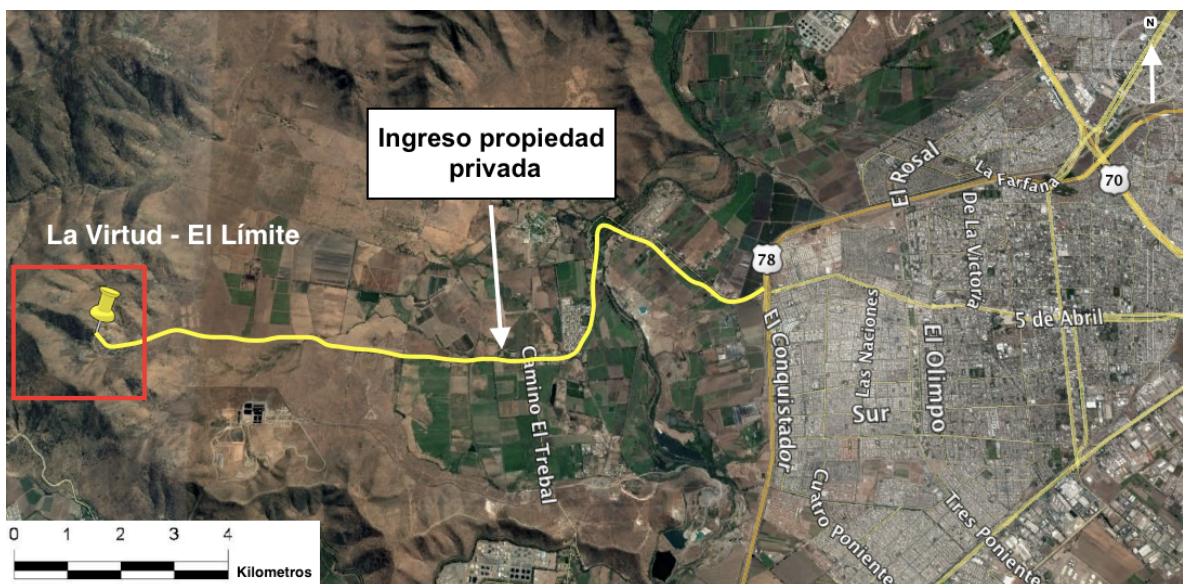 N
Ingreso propiedad
privada
El Rosal
La Farfana
70
De La Victoria
La Virtud - El Límite
78
Las Naciones
5 de Abril
El Olimpo
El Conquistador
Camino El Trebal
Sur
Cuatro Poniente
Tres Poniente
0 1 2 3 4
Kilometros